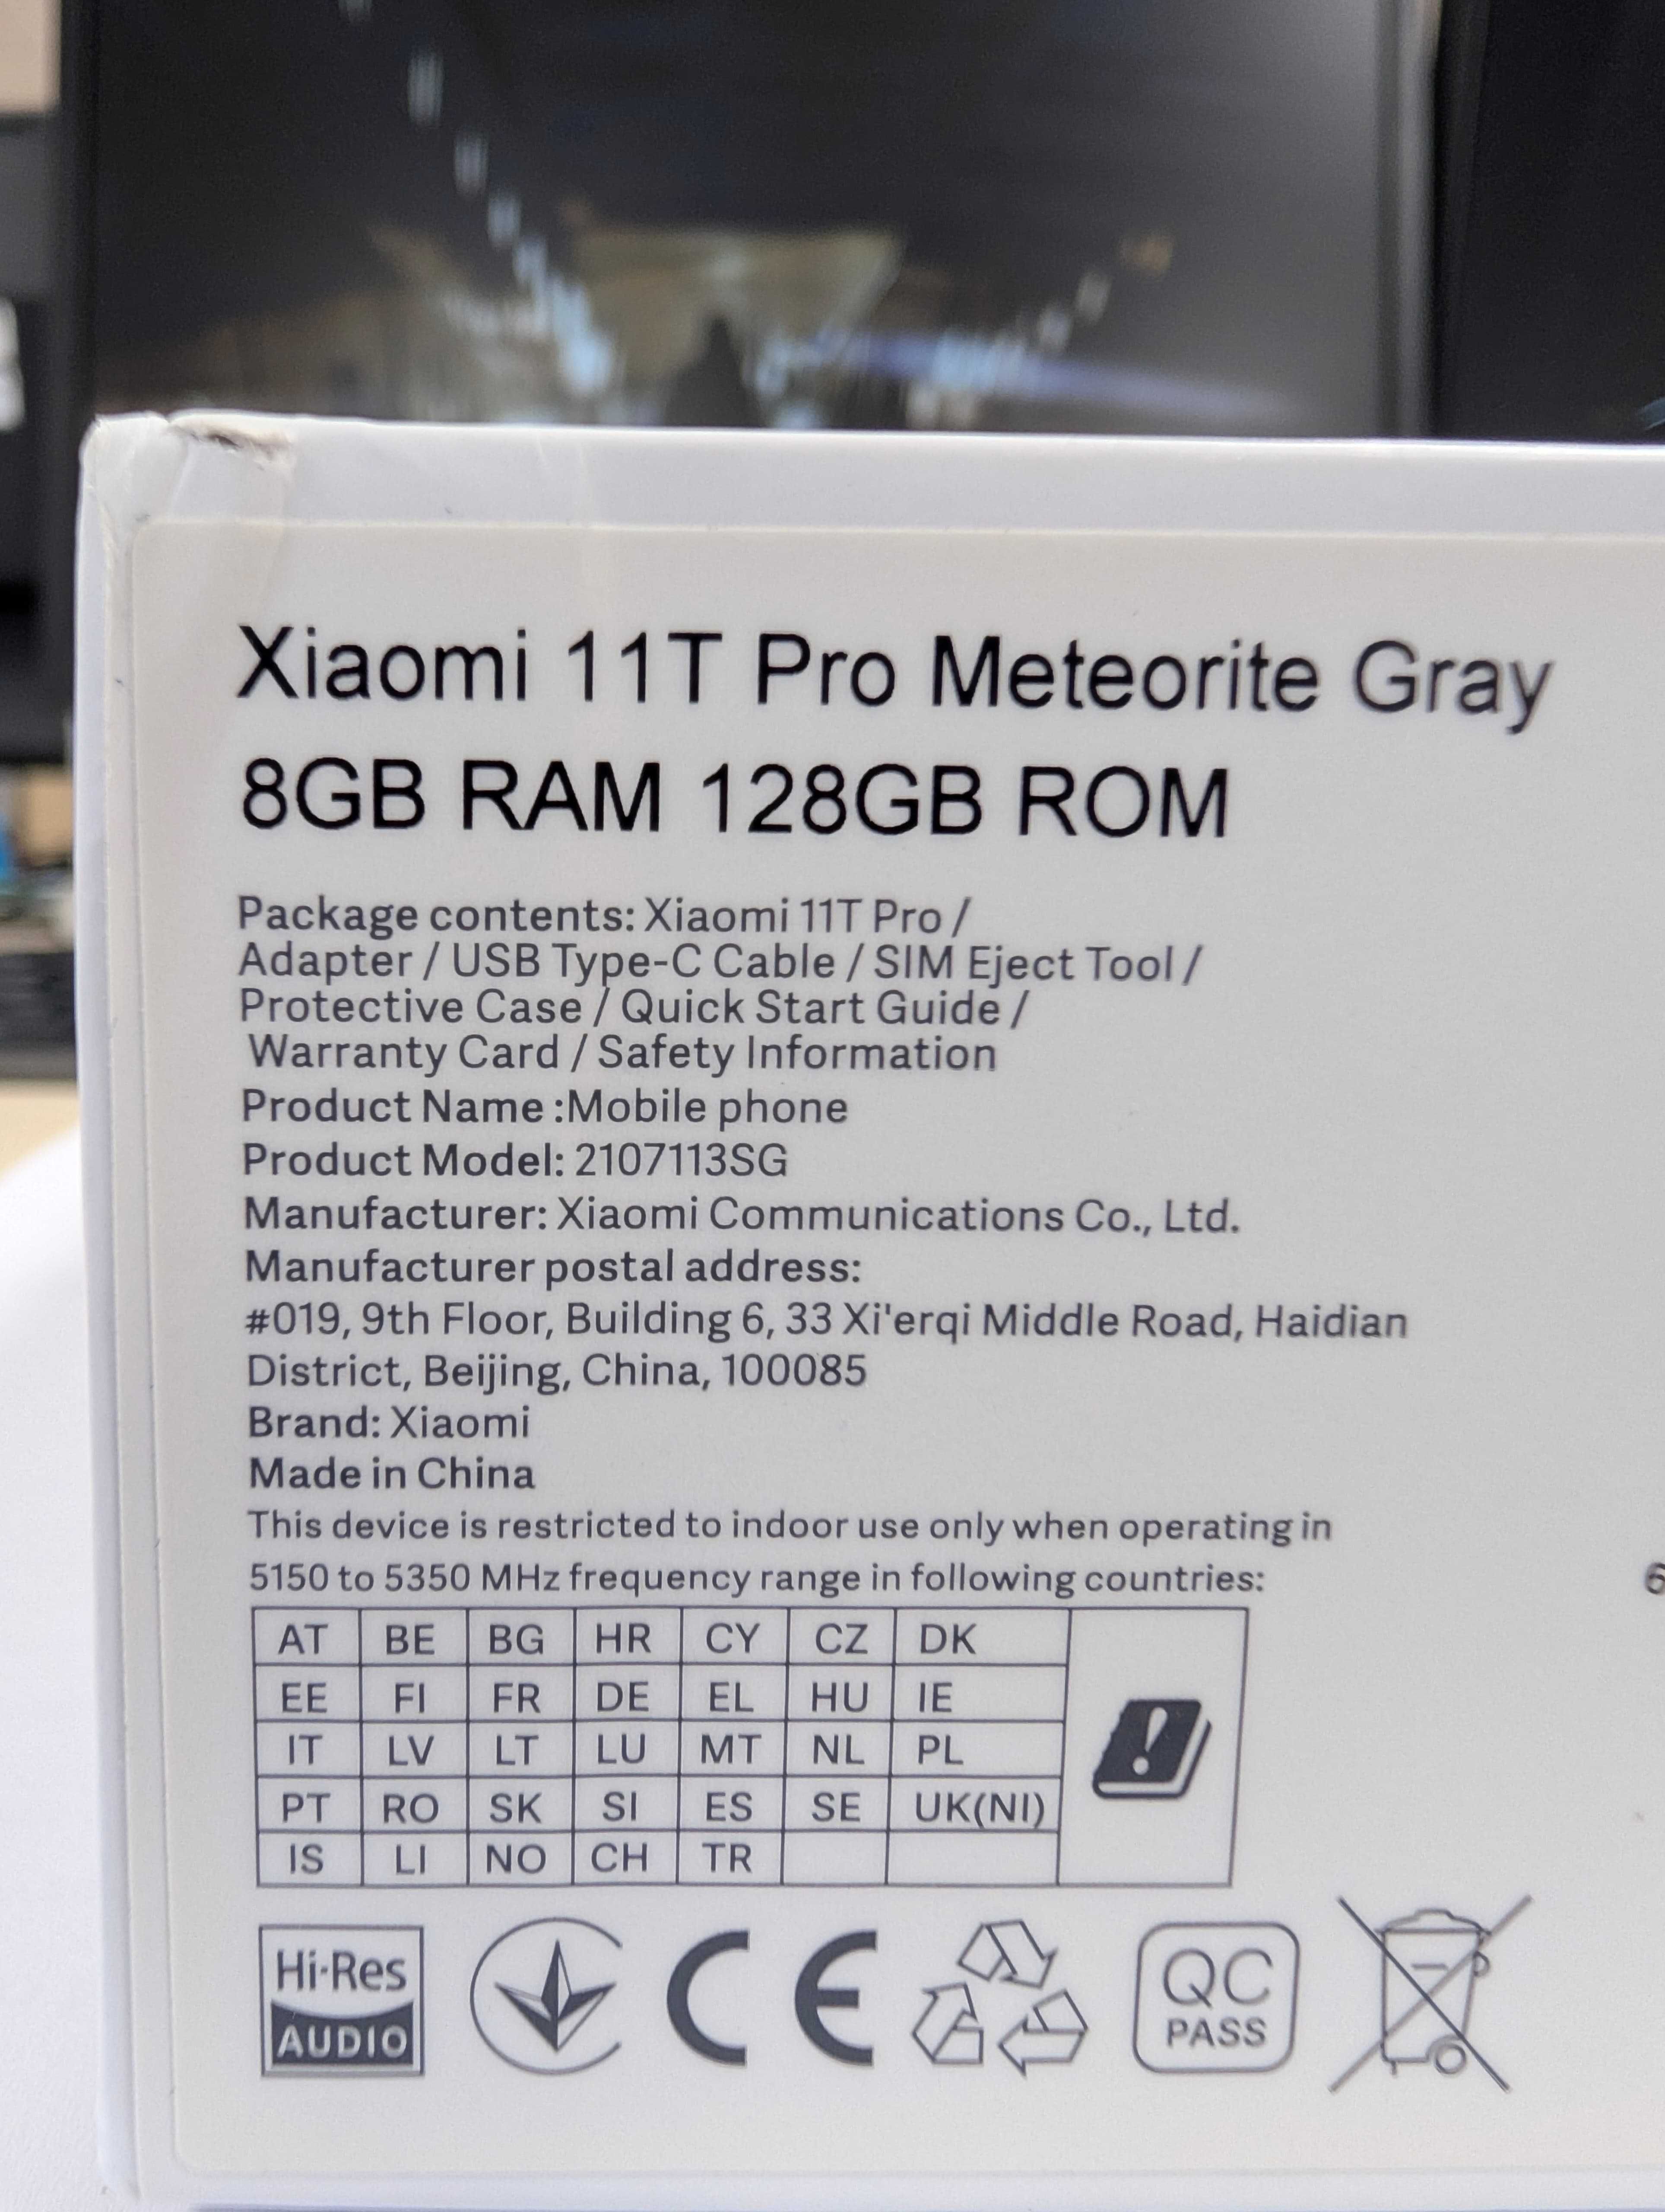 Xiaomi 11T Pro Meteorite Gray
8GB RAM 128GB ROM
Package contents: Xiaomi 11T Pro /
Adapter / USB Type-C Cable / SIM Eject Tool /
Protective Case / Quick Start Guide /
Warranty Card / Safety Information
Product Name :Mobile phone
Product Model: 2107113SG
Manufacturer: Xiaomi Communications Co., Ltd.
Manufacturer postal address:
#019, 9th Floor, Building 6, 33 Xi'erqi Middle Road, Haidian
District, Beijing, China, 100085
Brand: Xiaomi
Made in China
This device is restricted to indoor use only when operating in
5150 to 5350 MHz frequency range in following countries:
6
AT BE BG HR CY CZ DK
EE FI FR DE EL HU IE
IT LV LT LU MT NL PL
PT RO SK SI ES SE UK(NI)
IS LI NO CH TR
!
Hi-Res
AUDIO
CE
QC
PASS